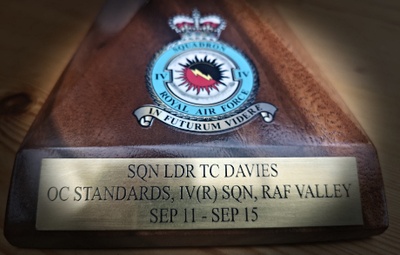 SQUADRON
IV IV
ROYAL AIR FORCE
IN FUTURUM VIDERE
SQN LDR TC DAVIES
OC STANDARDS, IV(R) SQN, RAF VALLEY
SEP 11 - SEP 15